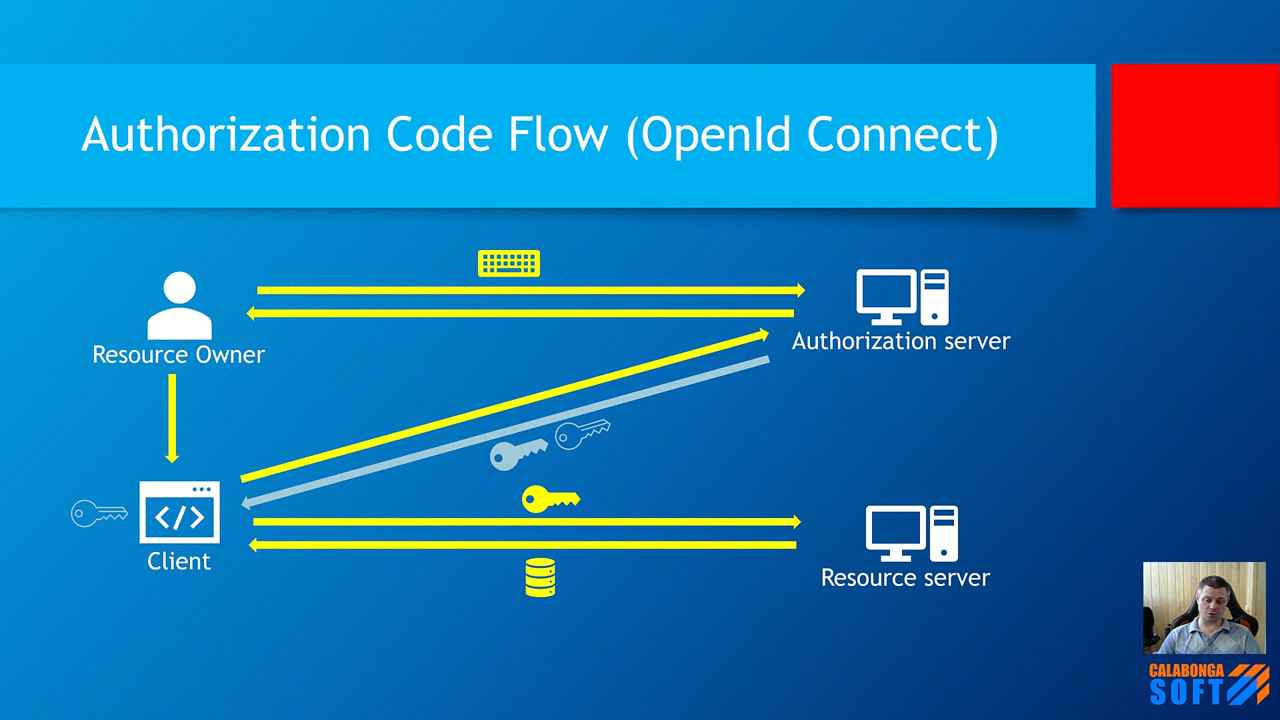 Authorization Code Flow (OpenId Connect)
Resource Owner
Authorization server
</>
Client
Resource server
CALABONGA
SOFT